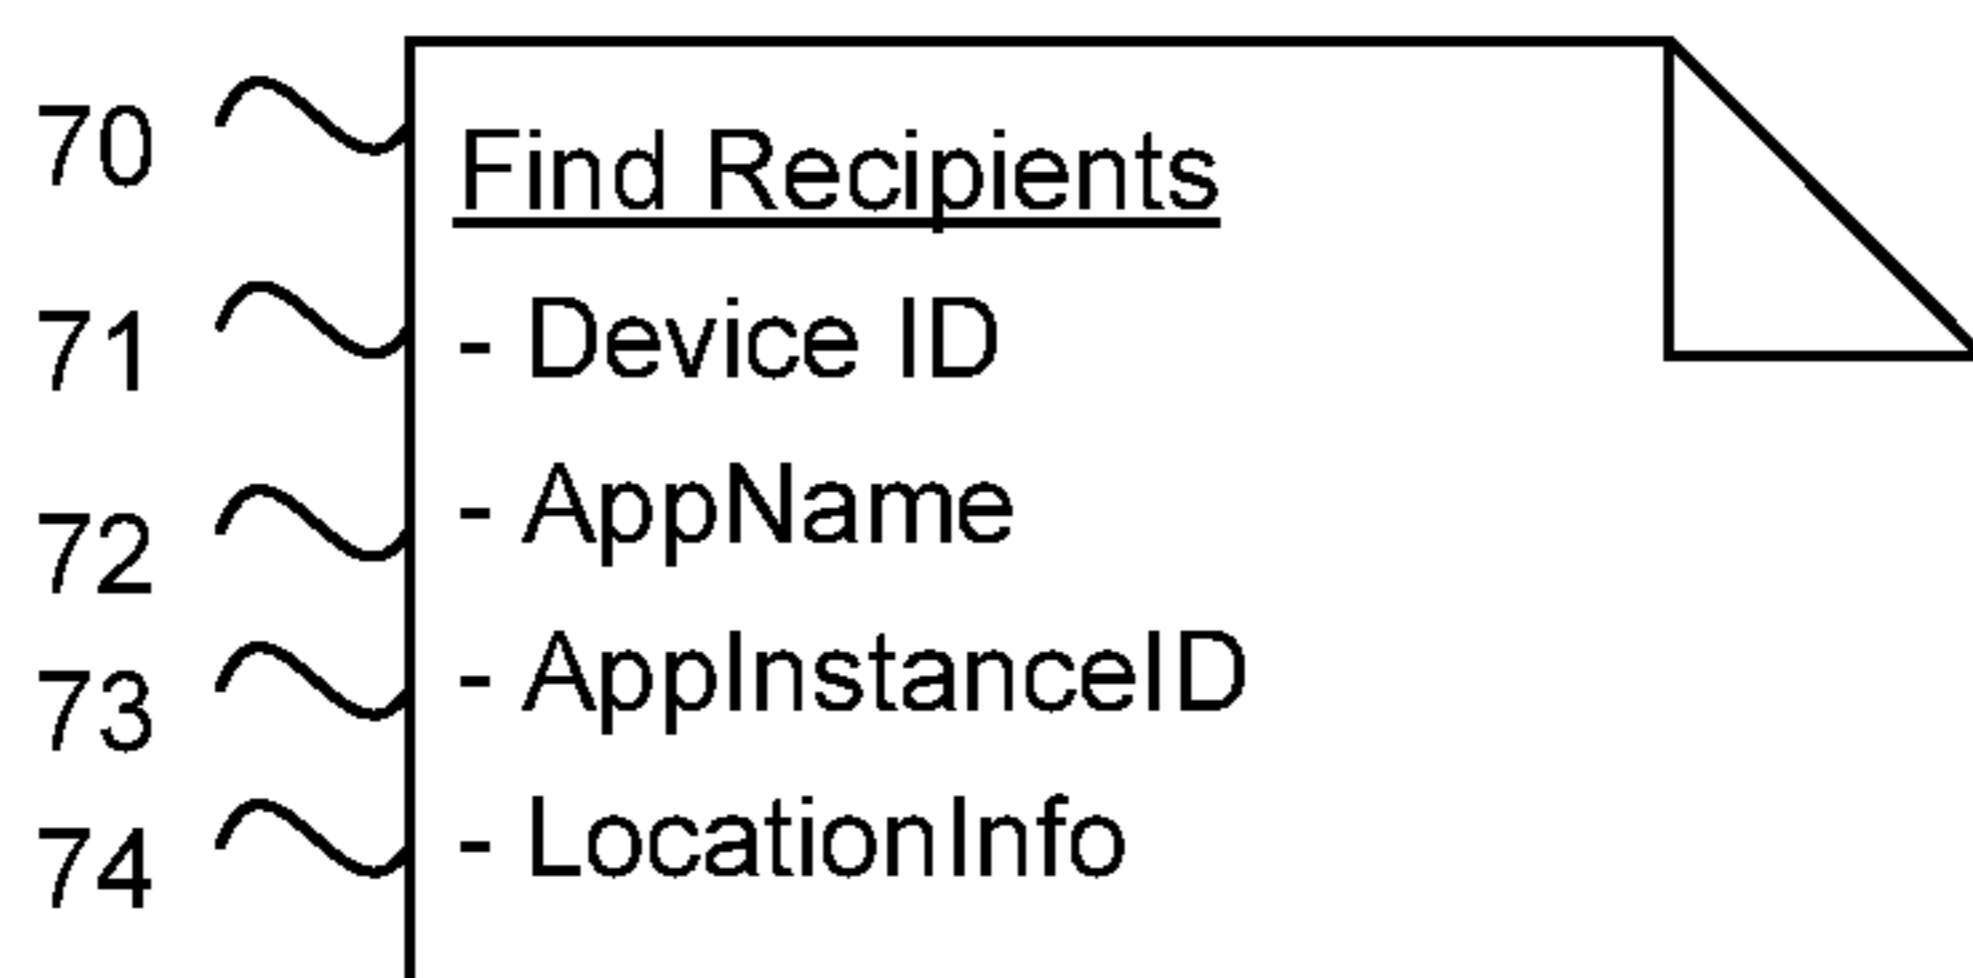 70 Find Recipients
71 - Device ID
72 - AppName
73 - AppInstanceID
74 - LocationInfo